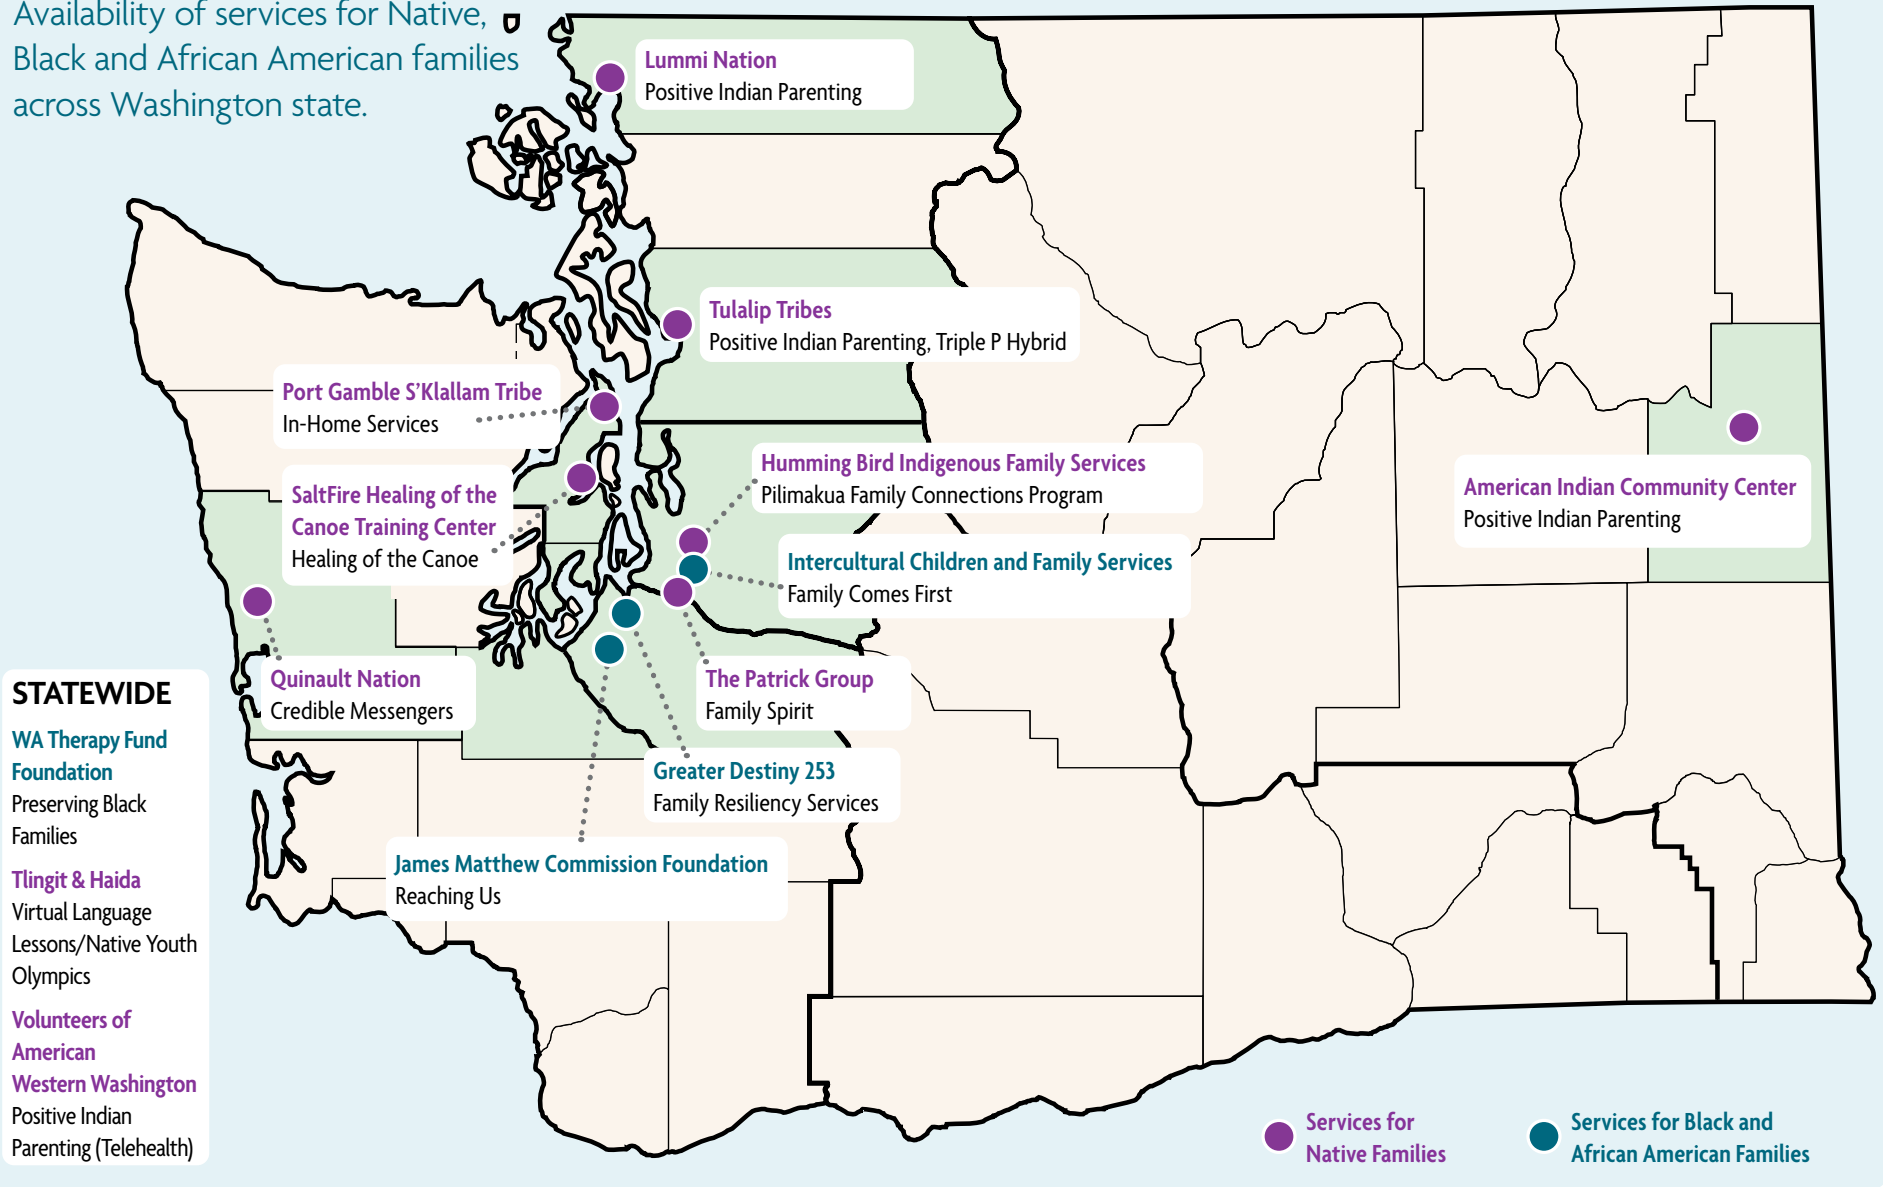 Availability of services for Native,
Black and African American families
across Washington state.
Lummi Nation
Positive Indian Parenting
Tulalip Tribes
Positive Indian Parenting, Triple P Hybrid
Port Gamble S’Klallam Tribe
In-Home Services
Humming Bird Indigenous Family Services
Pilimakua Family Connections Program
SaltFire Healing of the
Canoe Training Center
Healing of the Canoe
American Indian Community Center
Positive Indian Parenting
Intercultural Children and Family Services
Family Comes First
Quinault Nation
Credible Messengers
The Patrick Group
Family Spirit
Greater Destiny 253
Family Resiliency Services
James Matthew Commission Foundation
Reaching Us
STATEWIDE
WA Therapy Fund
Foundation
Preserving Black
Families
Tlingit & Haida
Virtual Language
Lessons/Native Youth
Olympics
Volunteers of
American
Western Washington
Positive Indian
Parenting (Telehealth)
Services for
Native Families
Services for Black and
African American Families